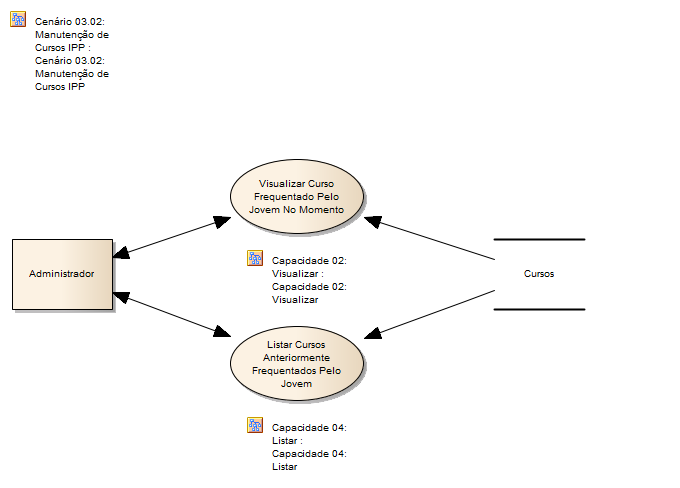 Cenário 03.02:
Manutenção de
Cursos IPP :
Cenário 03.02:
Manutenção de
Cursos IPP
Visualizar Curso
Frequentado Pelo
Jovem No Momento
Administrador
Capacidade 02:
Visualizar :
Capacidade 02:
Visualizar
Cursos
Listar Cursos
Anteriormente
Frequentados Pelo
Jovem
Capacidade 04:
Listar :
Capacidade 04:
Listar